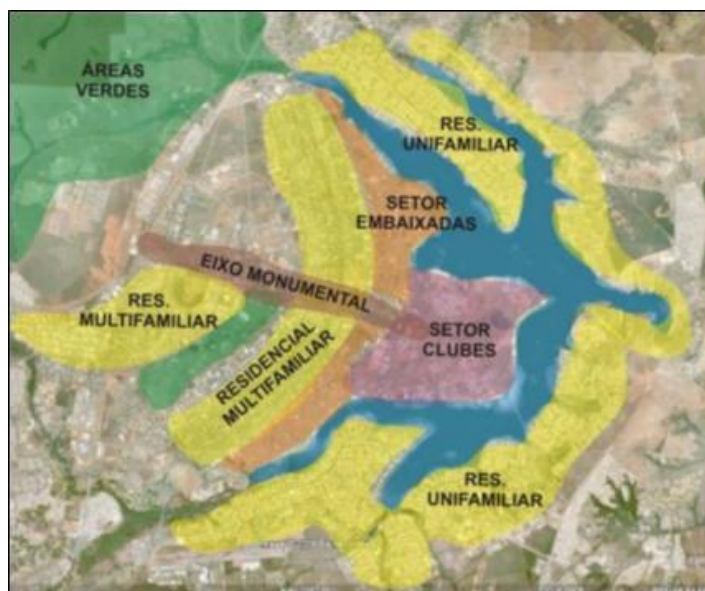 ÁREAS
VERDES
RES.
UNIFAMILIAR
SETOR
EMBAIXADAS
EIXO MONUMENTAL
RES.
MULTIFAMILIAR
SETOR
CLUBES
RESIDENCIAL
MULTIFAMILIAR
RES.
UNIFAMILIAR